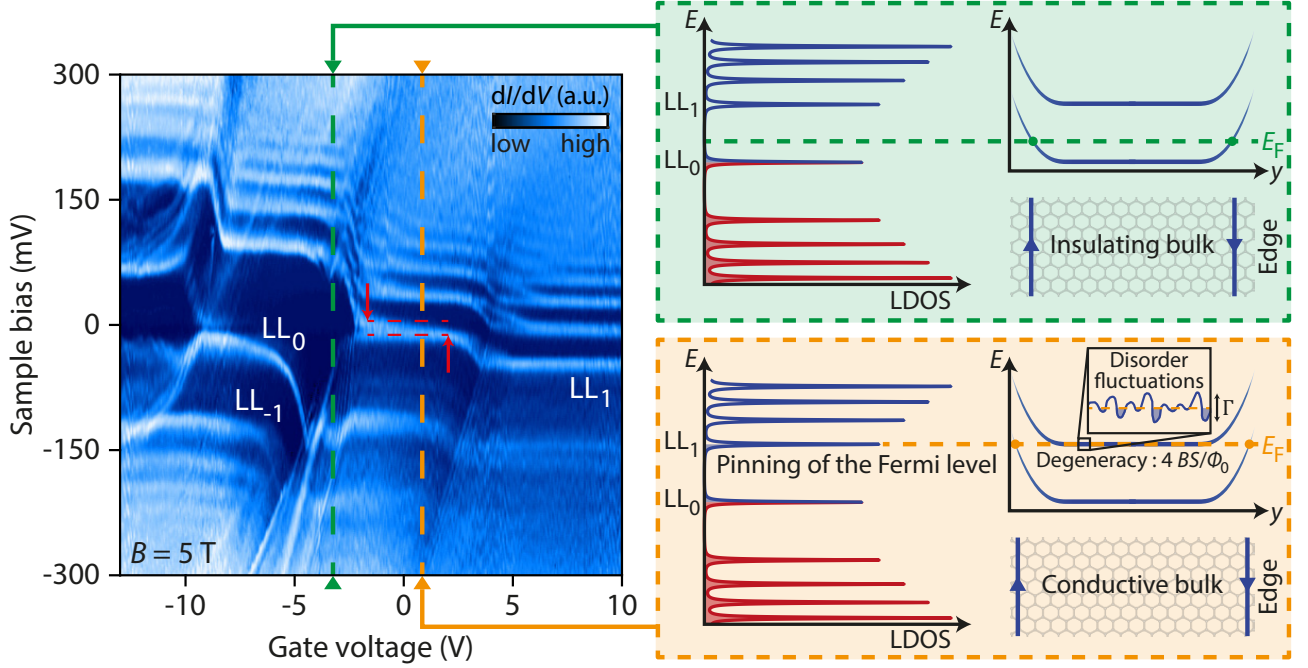 300
150
0
-150
-300
Sample bias (mV)
-10
-5
0
5
10
Gate voltage (V)
dI/dV (a.u.)
low
high
LL0
LL-1
LL1
B = 5 T
E
LL1
LL0
LDOS
E
EF
y
Insulating bulk
Edge
E
LL1
Pinning of the Fermi level
LL0
LDOS
E
Disorder
fluctuations
Γ
EF
Degeneracy : 4 BS/Φ0
y
Conductive bulk
Edge